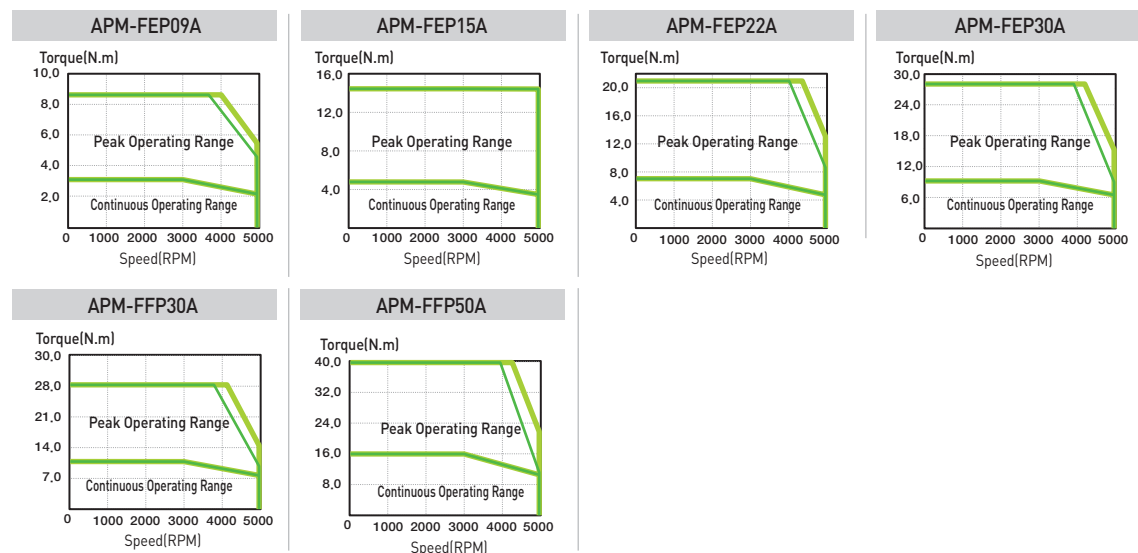 APM-FEP09A
Torque(N.m)
10,0
8,0
6,0
4,0
2,0
Peak Operating Range
Continuous Operating Range
0 1000 2000 3000 4000 5000
Speed(RPM)
APM-FEP15A
Torque(N.m)
16,0
12,0
8,0
4,0
Peak Operating Range
Continuous Operating Range
0 1000 2000 3000 4000 5000
Speed(RPM)
APM-FEP22A
Torque(N.m)
20,0
16,0
12,0
8,0
4,0
Peak Operating Range
Continuous Operating Range
0 1000 2000 3000 4000 5000
Speed(RPM)
APM-FEP30A
Torque(N.m)
30,0
24,0
18,0
12,0
6,0
Peak Operating Range
Continuous Operating Range
0 1000 2000 3000 4000 5000
Speed(RPM)
APM-FFP30A
Torque(N.m)
30,0
28,0
21,0
14,0
7,0
Peak Operating Range
Continuous Operating Range
0 1000 2000 3000 4000 5000
Speed(RPM)
APM-FFP50A
Torque(N.m)
40,0
32,0
24,0
16,0
8,0
Peak Operating Range
Continuous Operating Range
0 1000 2000 3000 4000 5000
Speed(RPM)